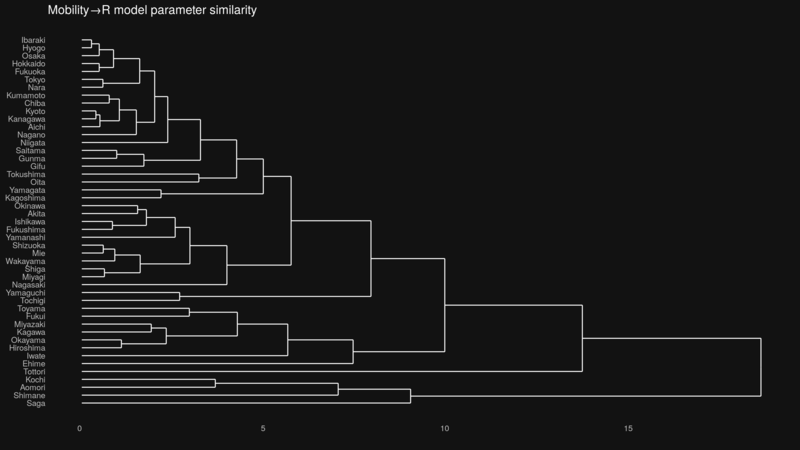 Mobility→R model parameter similarity
Ibaraki
Hyogo
Osaka
Hokkaido
Fukuoka
Tokyo
Nara
Kumamoto
Chiba
Kyoto
Kanagawa
Aichi
Nagano
Niigata
Saitama
Gunma
Gifu
Tokushima
Oita
Yamagata
Kagoshima
Okinawa
Akita
Ishikawa
Fukushima
Yamanashi
Shizuoka
Mie
Wakayama
Shiga
Miyagi
Nagasaki
Yamaguchi
Tochigi
Toyama
Fukui
Miyazaki
Kagawa
Okayama
Hiroshima
Iwate
Ehime
Tottori
Kochi
Aomori
Shimane
Saga
0 5 10 15